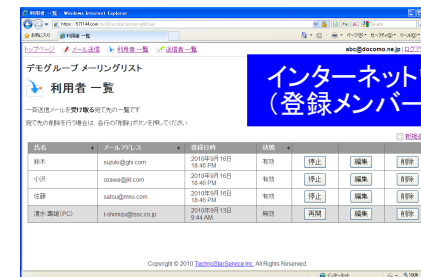 利用者 一覧 - Windows Internet Explorer
お気に入り 利用者 一覧
トップページ メール送信 利用者一覧 送信者一覧 abc@docomo.ne.jp | ログア
デモグループ メーリングリスト
利用者 一覧
インターネット
(登録メンバー
一斉送信メールを受け取る宛て先の一覧です
宛て先の削除を行う場合は、各行の「削除」ボタンを押してください
新規追
氏名 メールアドレス 登録日時 状態
鈴木 suzuki@ghi.com 2010年9月16日 18:46 PM 有効 停止 編集 削除
小沢 ozawa@jkl.com 2010年9月16日 18:46 PM 有効 停止 編集 削除
佐藤 satou@mno.com 2010年9月16日 18:46 PM 有効 停止 編集 削除
清水 (PC) t-shimizu@tssc.co.jp 2010年9月13日 9:44 AM 無効 再開 編集 削除
Copyright © 2010 TechnoStarService Inc. All Rights Reserved.